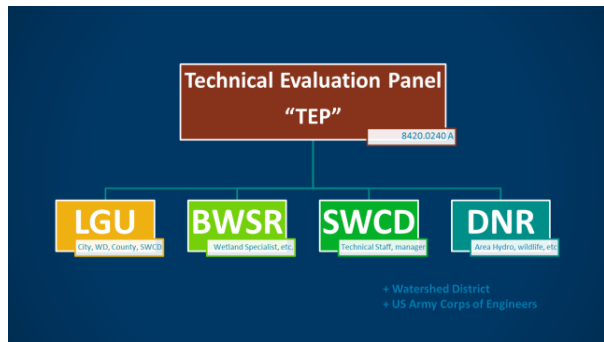 Technical Evaluation Panel
“TEP”
8420.0240 A
LGU
City, WD, County, SWCD
BWSR
Wetland Specialist, etc.
SWCD
Technical Staff, manager
DNR
Area Hydro, wildlife, etc
+ Watershed District
+ US Army Corps of Engineers